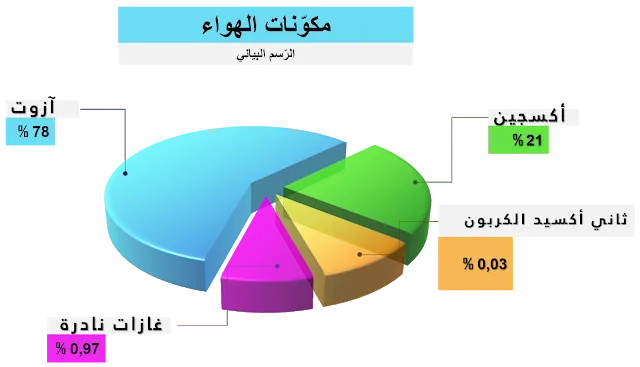 مكوّنات الهواء
الرّسم البياني
آزوت
% 78
أكسجين
% 21
ثاني أكسيد الكربون
% 0,03
غازات نادرة
% 0,97